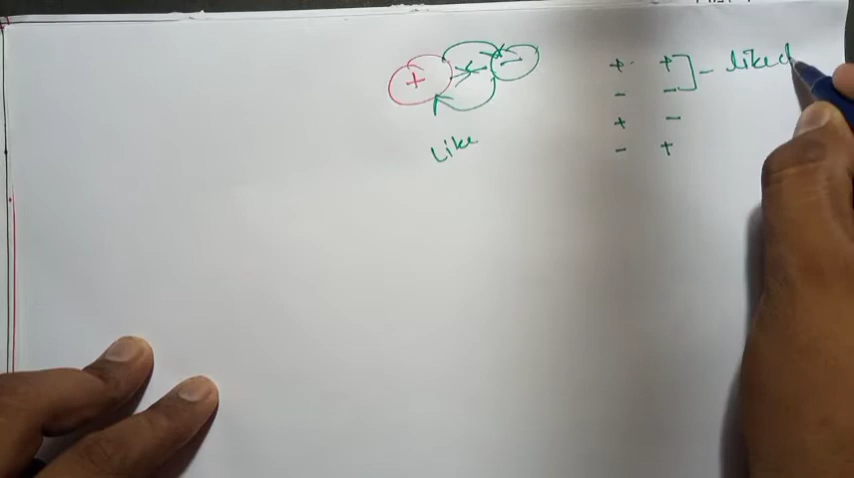 + -
Like
+ + - liked
- -
+ -
- +